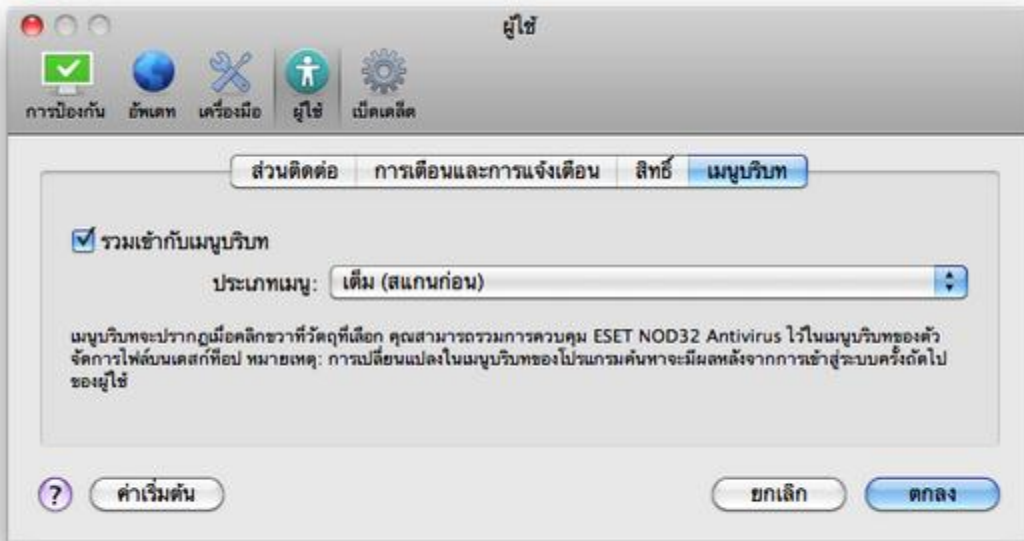 ผู้ใช้
การป้องกัน อัพเดท เครื่องมือ ผู้ใช้ เบ็ดเตล็ด
ส่วนติดต่อ การเตือนและการแจ้งเตือน สิทธิ์ เมนูบริบท
รวมเข้ากับเมนูบริบท
ประเภทเมนู: เต็ม (สแกนก่อน)
เมนูบริบทจะปรากฏเมื่อคลิกขวาที่วัตถุที่เลือก คุณสามารถรวมการควบคุม ESET NOD32 Antivirus ไว้ในเมนูบริบทของตัว
จัดการไฟล์บนเดสก์ท็อป หมายเหตุ: การเปลี่ยนแปลงในเมนูบริบทของโปรแกรมค้นหาจะมีผลหลังจากการเข้าสู่ระบบครั้งถัดไป
ของผู้ใช้
? ค่าเริ่มต้น ยกเลิก ตกลง